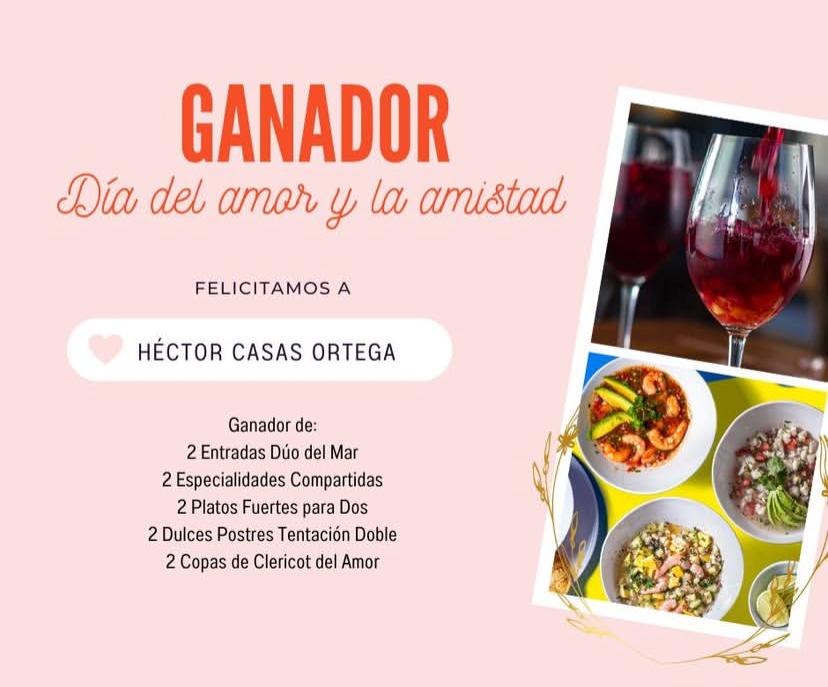 GANADOR
Día del amor y la amistad
FELICITAMOS A
HÉCTOR CASAS ORTEGA
Ganador de:
2 Entradas Dúo del Mar
2 Especialidades Compartidas
2 Platos Fuertes para Dos
2 Dulces Postres Tentación Doble
2 Copas de Clericot del Amor